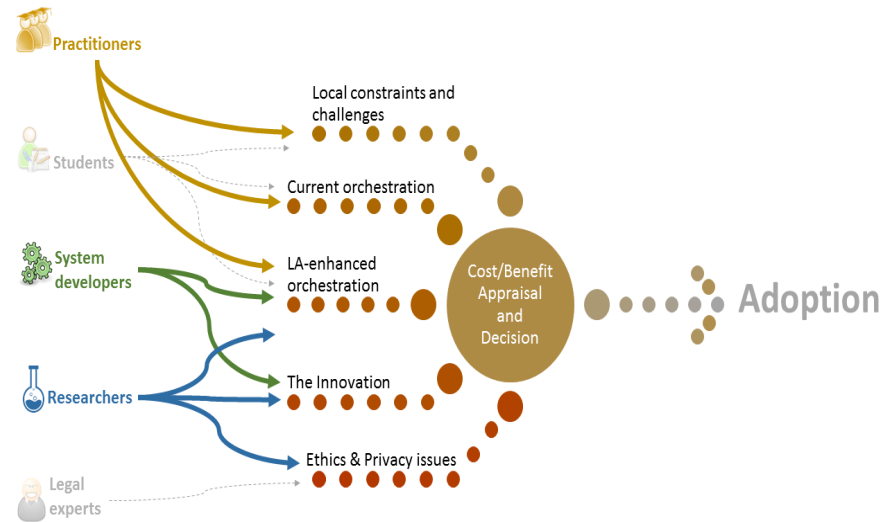 Practitioners
Students
System
developers
Researchers
Legal
experts
Local constraints and
challenges
Current orchestration
LA-enhanced
orchestration
The Innovation
Ethics & Privacy issues
Cost/Benefit
Appraisal
and
Decision
Adoption